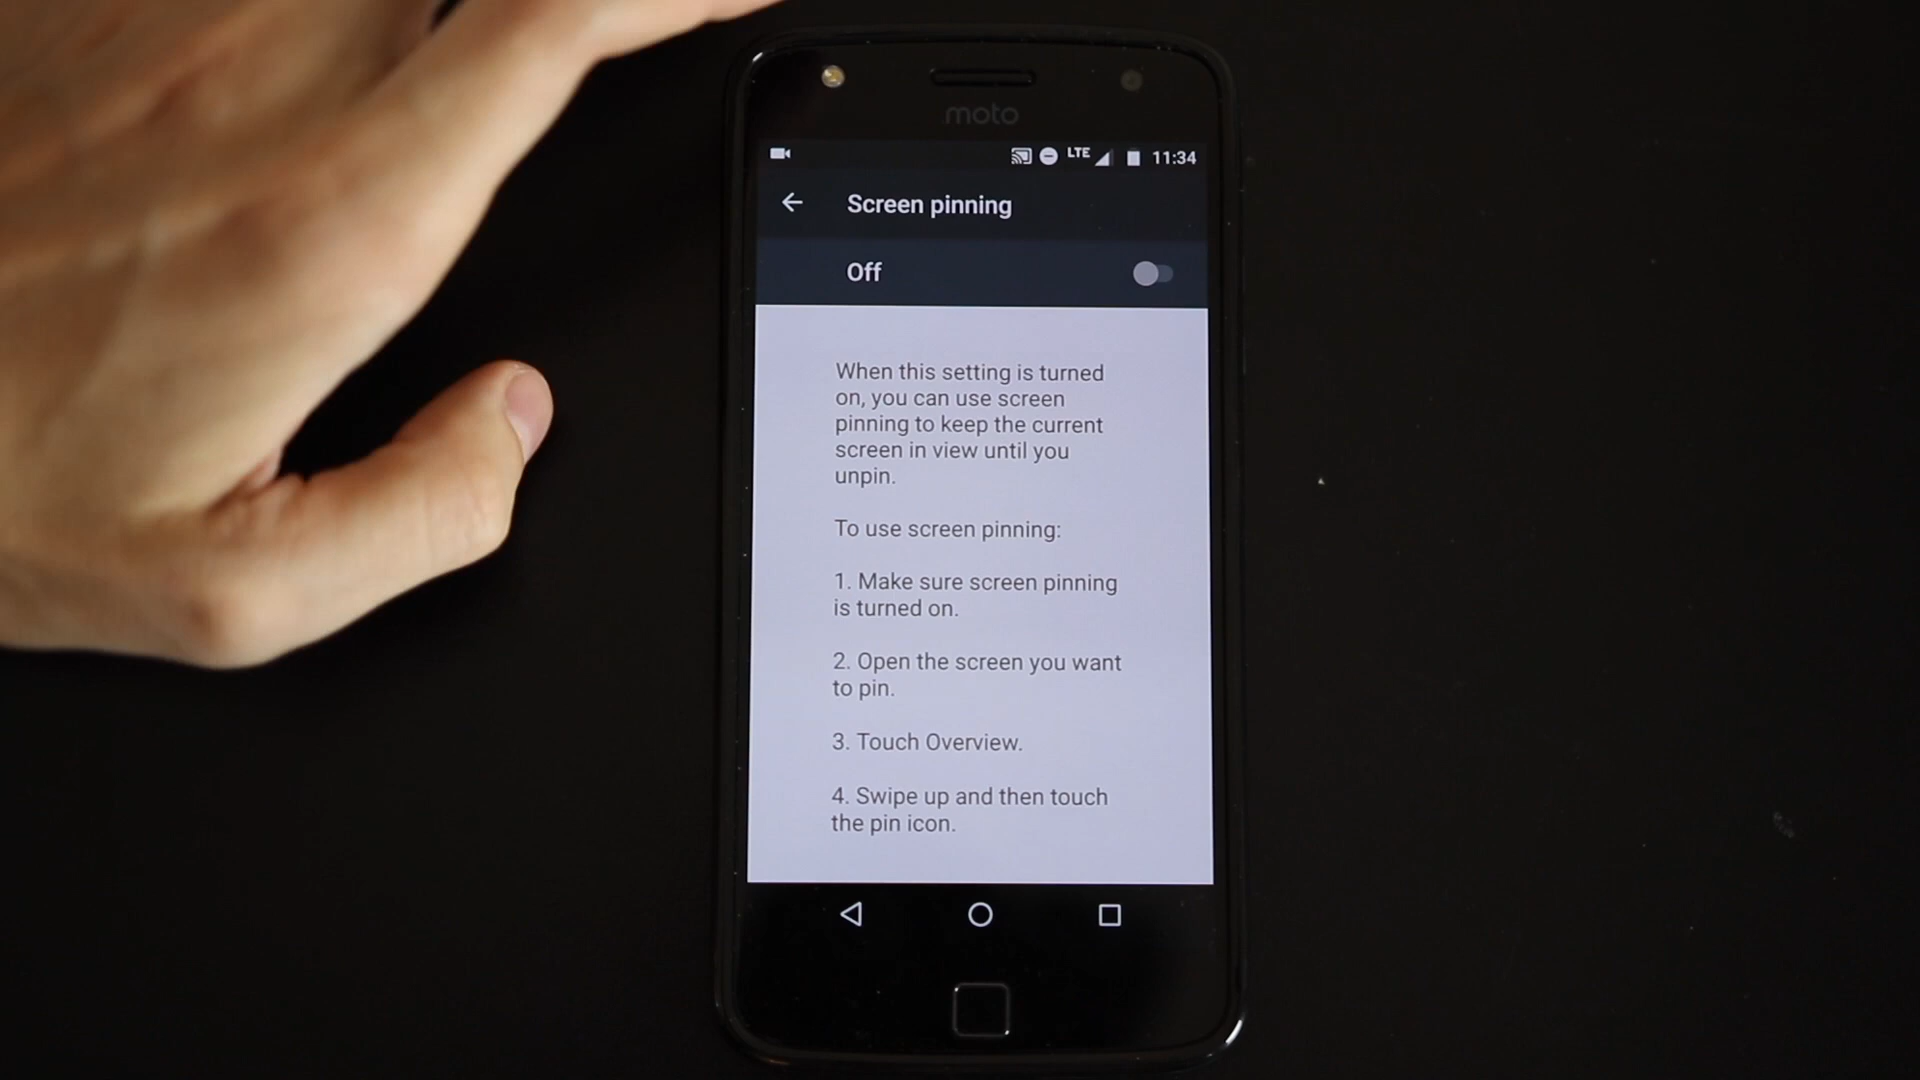 moto
LTE 11:34
Screen pinning
Off
When this setting is turned
on, you can use screen
pinning to keep the current
screen in view until you
unpin.
To use screen pinning:
1. Make sure screen pinning
is turned on.
2. Open the screen you want
to pin.
3. Touch Overview.
4. Swipe up and then touch
the pin icon.